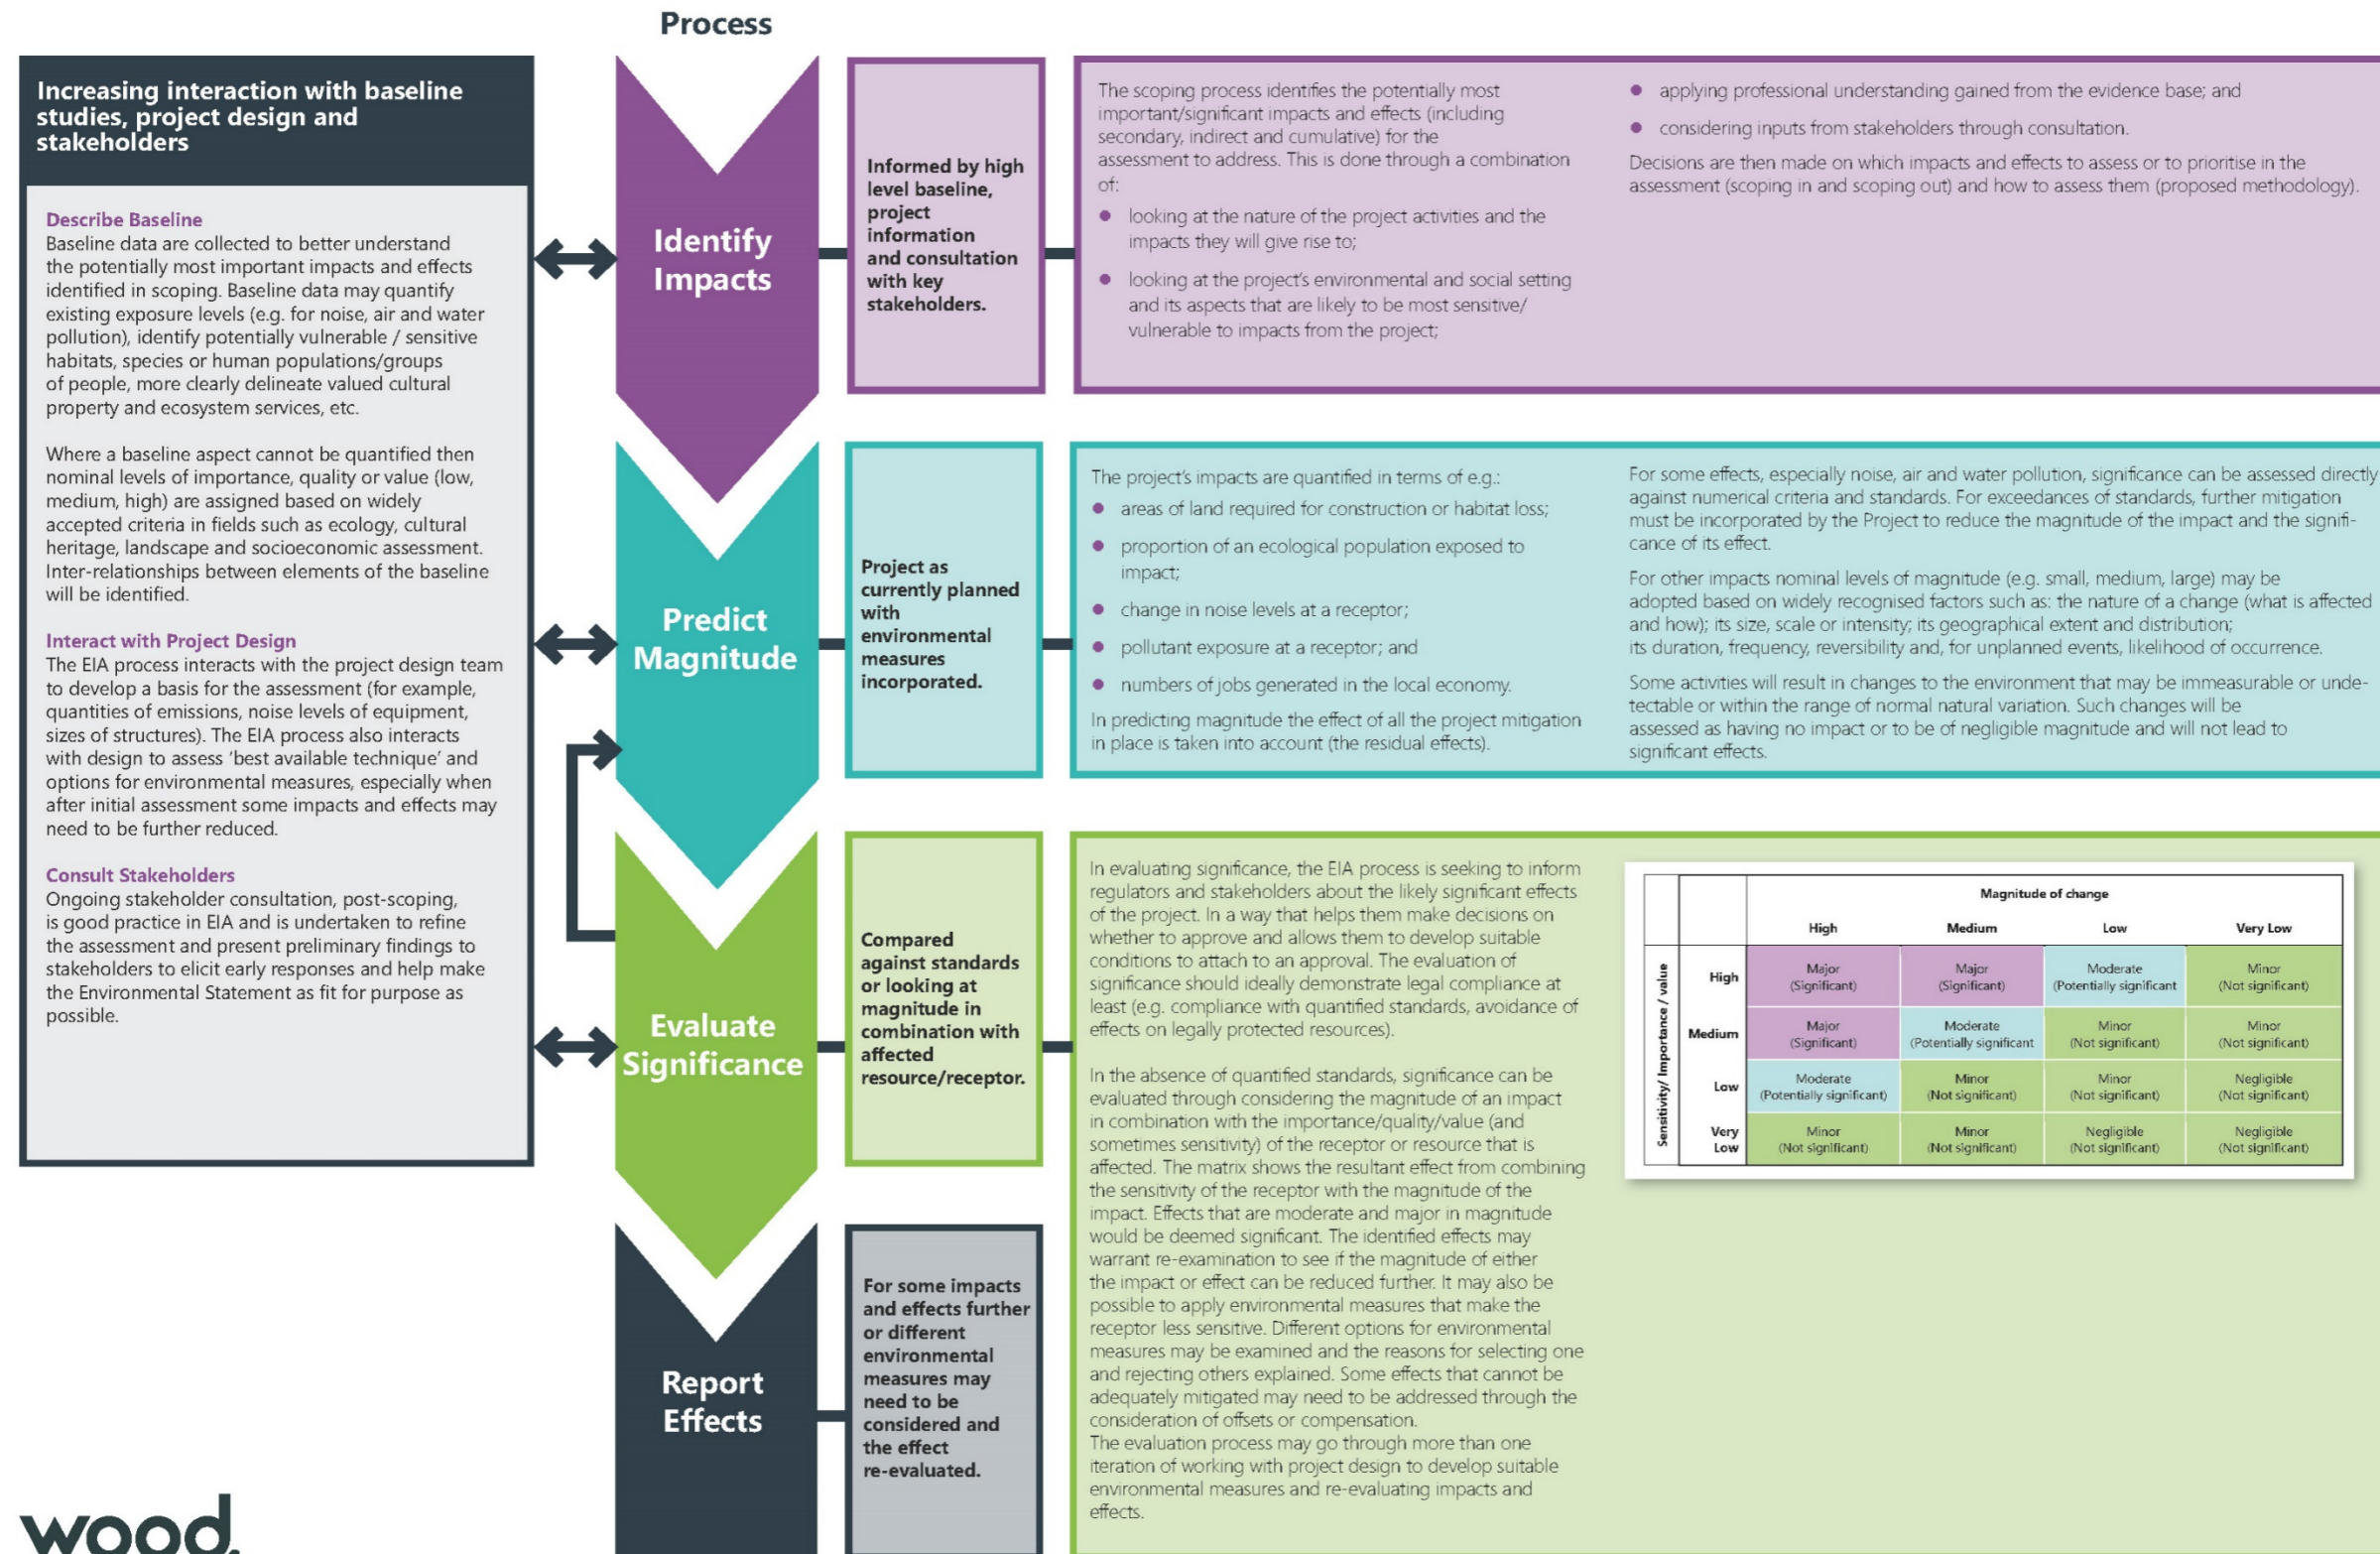 Process
Increasing interaction with baseline
studies, project design and
stakeholders
Describe Baseline
Baseline data are collected to better understand
the potentially most important impacts and effects
identified in scoping. Baseline data may quantify
existing exposure levels (e.g. for noise, air and water
pollution), identify potentially vulnerable / sensitive
habitats, species or human populations/groups
of people, more clearly delineate valued cultural
property and ecosystem services, etc.
Where a baseline aspect cannot be quantified then
nominal levels of importance, quality or value (low,
medium, high) are assigned based on widely
accepted criteria in fields such as ecology, cultural
heritage, landscape and socioeconomic assessment.
Inter-relationships between elements of the baseline
will be identified.
Interact with Project Design
The EIA process interacts with the project design team
to develop a basis for the assessment (for example,
quantities of emissions, noise levels of equipment,
sizes of structures). The EIA process also interacts
with design to assess ‘best available technique’ and
options for environmental measures, especially when
after initial assessment some impacts and effects may
need to be further reduced.
Consult Stakeholders
Ongoing stakeholder consultation, post-scoping,
is good practice in EIA and is undertaken to refine
the assessment and present preliminary findings to
stakeholders to elicit early responses and help make
the Environmental Statement as fit for purpose as
possible.
Identify
Impacts
Informed by high
level baseline,
project
information
and consultation
with key
stakeholders.
The scoping process identifies the potentially most
important/significant impacts and effects (including
secondary, indirect and cumulative) for the
assessment to address. This is done through a combination
of:
• looking at the nature of the project activities and the
impacts they will give rise to;
• looking at the project's environmental and social setting
and its aspects that are likely to be most sensitive/
vulnerable to impacts from the project;
• applying professional understanding gained from the evidence base; and
• considering inputs from stakeholders through consultation.
Decisions are then made on which impacts and effects to assess or to prioritise in the
assessment (scoping in and scoping out) and how to assess them (proposed methodology).
Predict
Magnitude
Project as
currently planned
with
environmental
measures
incorporated.
The project's impacts are quantified in terms of e.g.:
• areas of land required for construction or habitat loss;
• proportion of an ecological population exposed to
impact;
• change in noise levels at a receptor;
• pollutant exposure at a receptor; and
• numbers of jobs generated in the local economy.
In predicting magnitude the effect of all the project mitigation
in place is taken into account (the residual effects).
For some effects, especially noise, air and water pollution, significance can be assessed directly
against numerical criteria and standards. For exceedances of standards, further mitigation
must be incorporated by the Project to reduce the magnitude of the impact and the signifi-
cance of its effect.
For other impacts nominal levels of magnitude (e.g. small, medium, large) may be
adopted based on widely recognised factors such as: the nature of a change (what is affected
and how); its size, scale or intensity; its geographical extent and distribution;
its duration, frequency, reversibility and, for unplanned events, likelihood of occurrence.
Some activities will result in changes to the environment that may be immeasurable or unde-
tectable or within the range of normal natural variation. Such changes will be
assessed as having no impact or to be of negligible magnitude and will not lead to
significant effects.
Evaluate
Significance
Compared
against standards
or looking at
magnitude in
combination with
affected
resource/receptor.
In evaluating significance, the EIA process is seeking to inform
regulators and stakeholders about the likely significant effects
of the project. In a way that helps them make decisions on
whether to approve and allows them to develop suitable
conditions to attach to an approval. The evaluation of
significance should ideally demonstrate legal compliance at
least (e.g. compliance with quantified standards, avoidance of
effects on legally protected resources).
In the absence of quantified standards, significance can be
evaluated through considering the magnitude of an impact
in combination with the importance/quality/value (and
sometimes sensitivity) of the receptor or resource that is
affected. The matrix shows the resultant effect from combining
the sensitivity of the receptor with the magnitude of the
impact. Effects that are moderate and major in magnitude
would be deemed significant. The identified effects may
warrant re-examination to see if the magnitude of either
the impact or effect can be reduced further. It may also be
possible to apply environmental measures that make the
receptor less sensitive. Different options for environmental
measures may be examined and the reasons for selecting one
and rejecting others explained. Some effects that cannot be
adequately mitigated may need to be addressed through the
consideration of offsets or compensation.
The evaluation process may go through more than one
iteration of working with project design to develop suitable
environmental measures and re-evaluating impacts and
effects.
Magnitude of change
High Medium Low Very Low
Sensitivity/ Importance / value
High
Major Major Moderate Minor
(Significant) (Significant) (Potentially significant (Not significant)
Medium
Major Moderate Minor Minor
(Significant) (Potentially significant (Not significant) (Not significant)
Low
Moderate Minor Minor Negligible
(Potentially significant) (Not significant) (Not significant) (Not significant)
Very
Low
Minor Minor Negligible Negligible
(Not significant) (Not significant) (Not significant) (Not significant)
Report
Effects
For some impacts
and effects further
or different
environmental
measures may
need to be
considered and
the effect
re-evaluated.
wood.